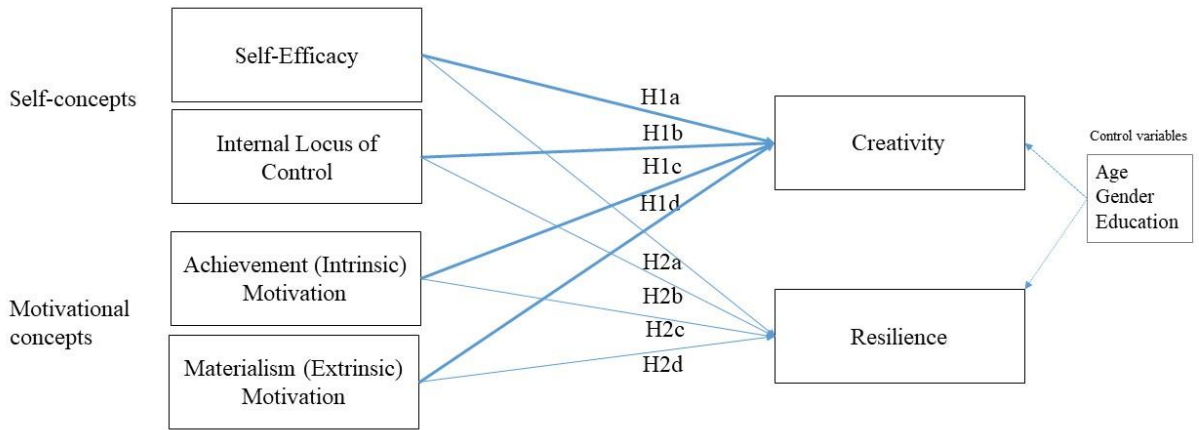 Self-concepts
Self-Efficacy
Internal Locus of
Control
Motivational
concepts
Achievement (Intrinsic)
Motivation
Materialism (Extrinsic)
Motivation
H1a
H1b
H1c
H1d
H2a
H2b
H2c
H2d
Creativity
Resilience
Control variables
Age
Gender
Education